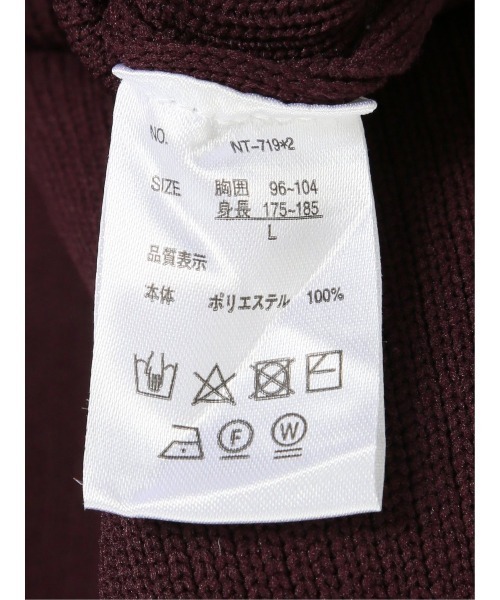 NO. NT-719*2
SIZE 胸囲 96~104
身長 175~185
L
品質表示
本体 ポリエステル 100%
F W